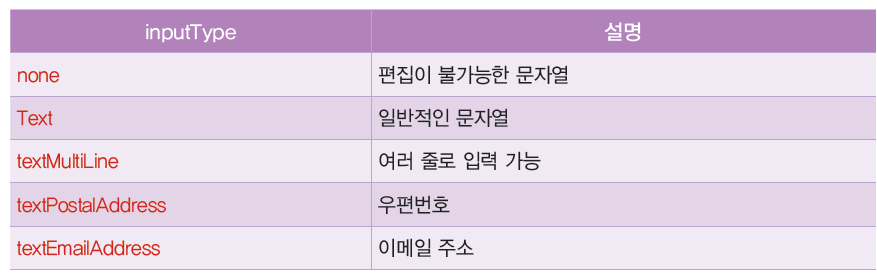 inputType 설명
none 편집이 불가능한 문자열
Text 일반적인 문자열
textMultiLine 여러 줄로 입력 가능
textPostalAddress 우편번호
textEmailAddress 이메일 주소